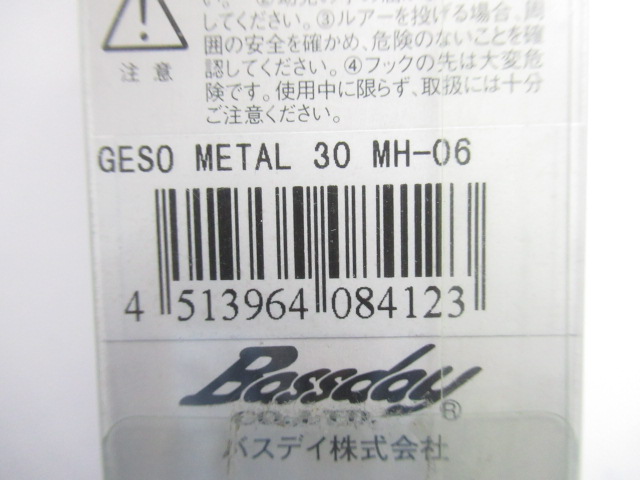 してください。③ルアーを投げる場合、周
囲の安全を確かめ、危険のないことを確
認してください。④フックの先は大変危
険です。使用中に限らず、取扱には十分
ご注意ください。
注意
GESO METAL 30 MH-06
4 513964 084123
Bassday®
CO., LTD.
バスデイ株式会社